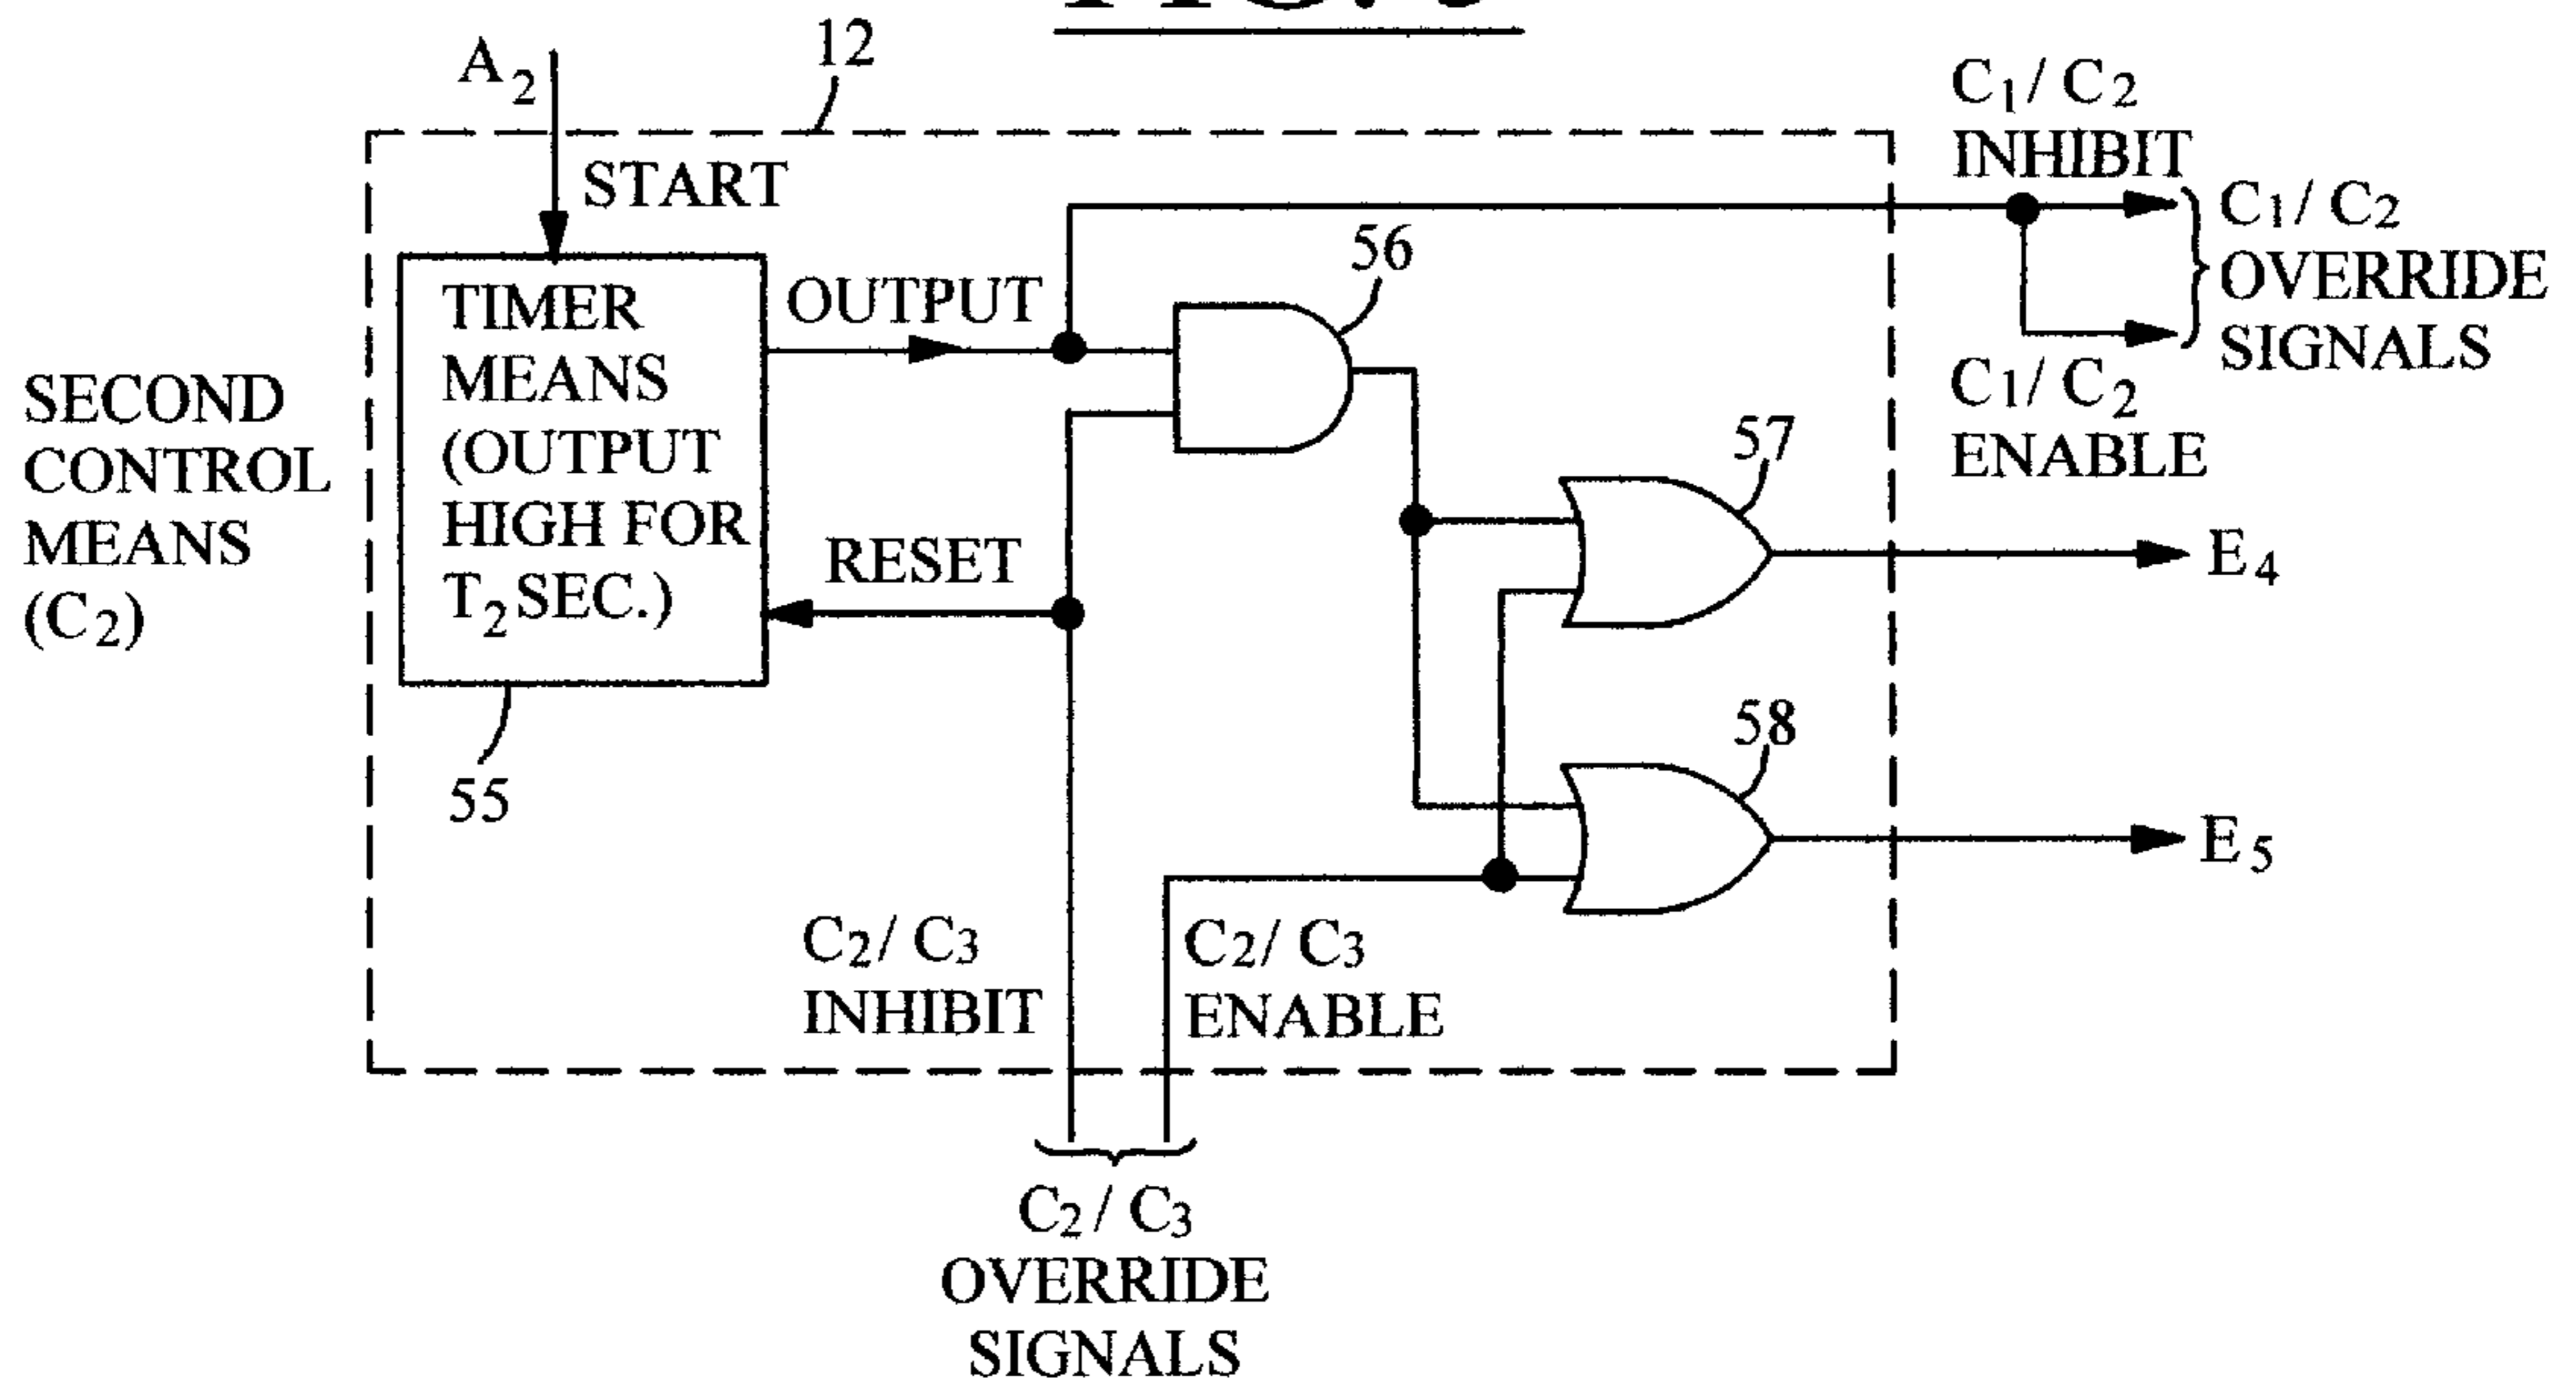 A2
12
START
TIMER
MEANS
(OUTPUT
HIGH FOR
T2 SEC.)
55
SECOND
CONTROL
MEANS
(C2)
OUTPUT
RESET
56
57
58
C1/ C2
INHIBIT
C1/ C2
OVERRIDE
SIGNALS
C1/ C2
ENABLE
E4
E5
C2/ C3
INHIBIT
C2/ C3
ENABLE
C2/ C3
OVERRIDE
SIGNALS